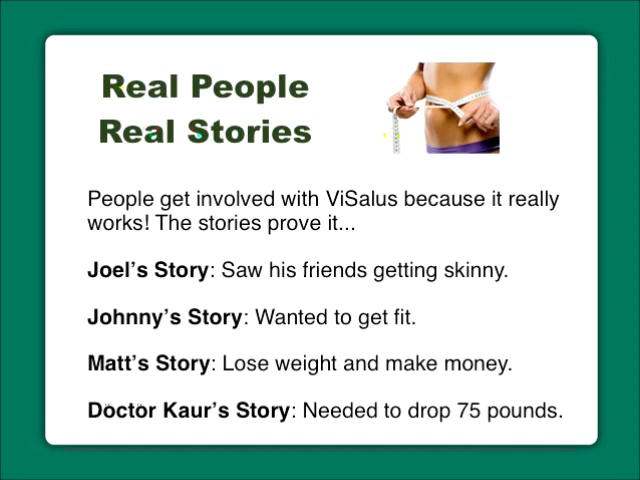 Real People
Real Stories
People get involved with ViSalus because it really
works! The stories prove it...
Joel's Story: Saw his friends getting skinny.
Johnny's Story: Wanted to get fit.
Matt's Story: Lose weight and make money.
Doctor Kaur's Story: Needed to drop 75 pounds.